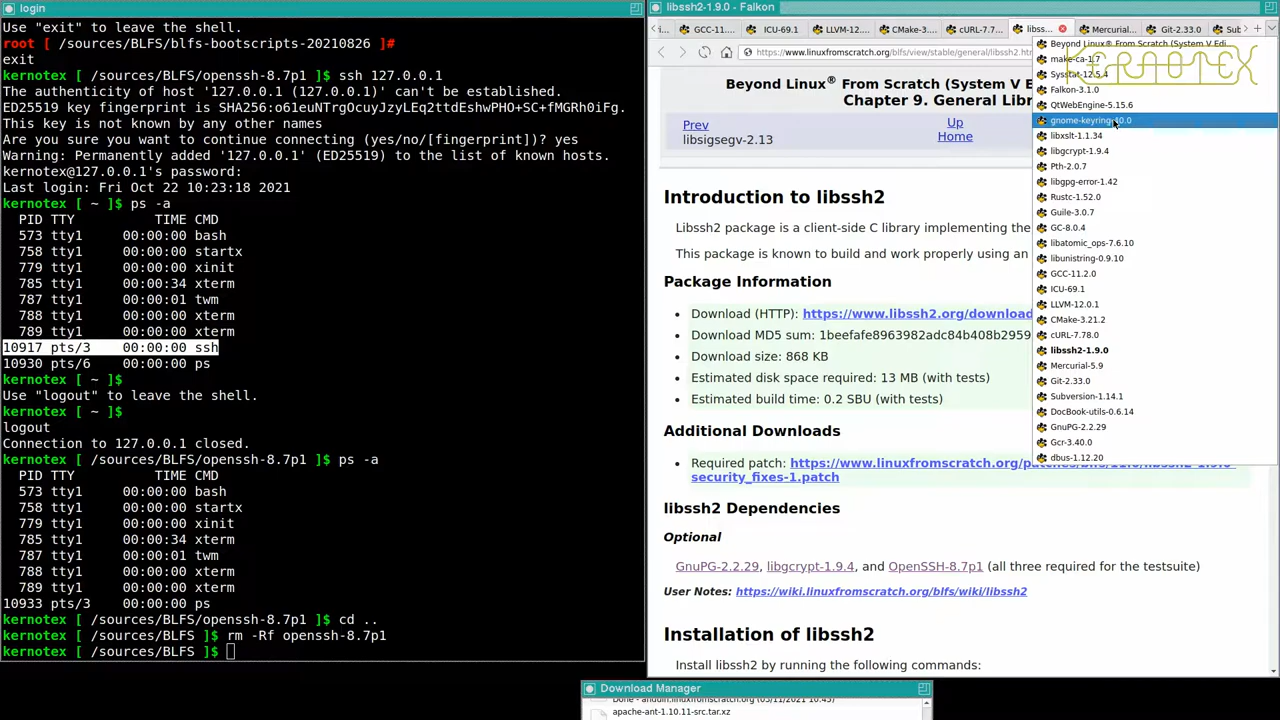 login
Use "exit" to leave the shell.
root [ /sources/BLFS/blfs-bootscripts-20210826 ]#
exit
kernotex [ /sources/BLFS/openssh-8.7p1 ]$ ssh 127.0.0.1
The authenticity of host '127.0.0.1 (127.0.0.1)' can't be established.
ED25519 key fingerprint is SHA256:o61euNTrgOcuyJzyLEq2ttdEshwPHO+SC+fMGRh0iFg.
This key is not known by any other names
Are you sure you want to continue connecting (yes/no/[fingerprint])? yes
Warning: Permanently added '127.0.0.1' (ED25519) to the list of known hosts.
kernotex@127.0.0.1's password:
Last login: Fri Oct 22 10:23:18 2021
kernotex [ ~ ]$ ps -a
PID TTY TIME CMD
573 tty1 00:00:00 bash
758 tty1 00:00:00 startx
779 tty1 00:00:00 xinit
785 tty1 00:00:34 xterm
787 tty1 00:00:01 twm
788 tty1 00:00:00 xterm
789 tty1 00:00:00 xterm
10917 pts/3 00:00:00 ssh
10930 pts/6 00:00:00 ps
kernotex [ ~ ]$
Use "logout" to leave the shell.
kernotex [ ~ ]$
logout
Connection to 127.0.0.1 closed.
kernotex [ /sources/BLFS/openssh-8.7p1 ]$ ps -a
PID TTY TIME CMD
573 tty1 00:00:00 bash
758 tty1 00:00:00 startx
779 tty1 00:00:00 xinit
785 tty1 00:00:34 xterm
787 tty1 00:00:01 twm
788 tty1 00:00:00 xterm
789 tty1 00:00:00 xterm
10933 pts/3 00:00:00 ps
kernotex [ /sources/BLFS/openssh-8.7p1 ]$ cd ..
kernotex [ /sources/BLFS ]$ rm -Rf openssh-8.7p1
kernotex [ /sources/BLFS ]$
libssh2-1.9.0 - Falkon
GCC-11.... ICU-69.1 LLVM-12.... CMake-3.... cURL-7.7... libss... Mercurial... Git-2.33.0 Sub
https://www.linuxfromscratch.org/blfs/view/stable/general/libssh2.ht
Beyond Linux® From Scratch (System V E
Chapter 9. General Lib
Prev Up
libsigsegv-2.13 Home
Introduction to libssh2
Libssh2 package is a client-side C library implementing the
This package is known to build and work properly using an
Package Information
Download (HTTP): https://www.libssh2.org/download
Download MD5 sum: 1beefafe8963982adc84b408b2959
Download size: 868 KB
Estimated disk space required: 13 MB (with tests)
Estimated build time: 0.2 SBU (with tests)
Additional Downloads
Required patch: https://www.linuxfromscratch.org/patches/blfs/11.0/libssh2-1.9.0-
security_fixes-1.patch
libssh2 Dependencies
Optional
GnuPG-2.2.29, libgcrypt-1.9.4, and OpenSSH-8.7p1 (all three required for the testsuite)
User Notes: https://wiki.linuxfromscratch.org/blfs/wiki/libssh2
Installation of libssh2
Install libssh2 by running the following commands:
Beyond Linux® From Scratch (System V Edi...
make-ca-1.7
Sysstat-12.5.4
Falkon-3.1.0
QtWebEngine-5.15.6
gnome-keyring-40.0
libxslt-1.1.34
libgcrypt-1.9.4
Pth-2.0.7
libgpg-error-1.42
Rustc-1.52.0
Guile-3.0.7
GC-8.0.4
libatomic_ops-7.6.10
libunistring-0.9.10
GCC-11.2.0
ICU-69.1
LLVM-12.0.1
CMake-3.21.2
cURL-7.78.0
libssh2-1.9.0
Mercurial-5.9
Git-2.33.0
Subversion-1.14.1
DocBook-utils-0.6.14
GnuPG-2.2.29
Gcr-3.40.0
dbus-1.12.20
KERNOTEX
Download Manager
Done - anduin.linuxfromscratch.org (03/11/2021 10:45)
apache-ant-1.10.11-src.tar.xz